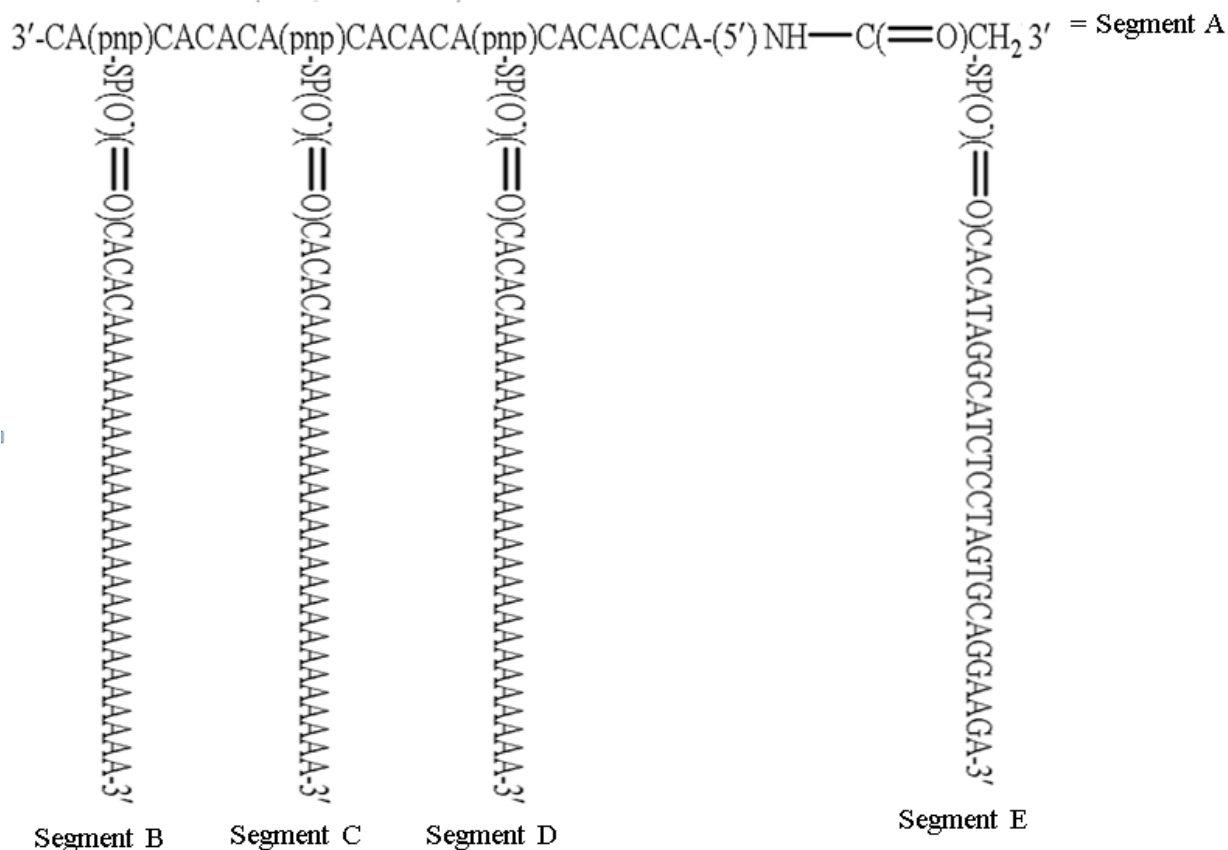 3′-CA(pnp)CACACA(pnp)CACACA(pnp)CACACACA-(5′) NH—C(=O)CH₂ 3′ = Segment A
-SP(O⁻)(=O)CACACAAAAAAAAAAAAAAAAAAAAAAAAA-3′
-SP(O⁻)(=O)CACACAAAAAAAAAAAAAAAAAAAAAAAAA-3′
-SP(O⁻)(=O)CACACAAAAAAAAAAAAAAAAAAAAAAAAA-3′
-SP(O⁻)(=O)CACATAGGCATCTCCTAGTGCAGGAAGA-3′
Segment B
Segment C
Segment D
Segment E